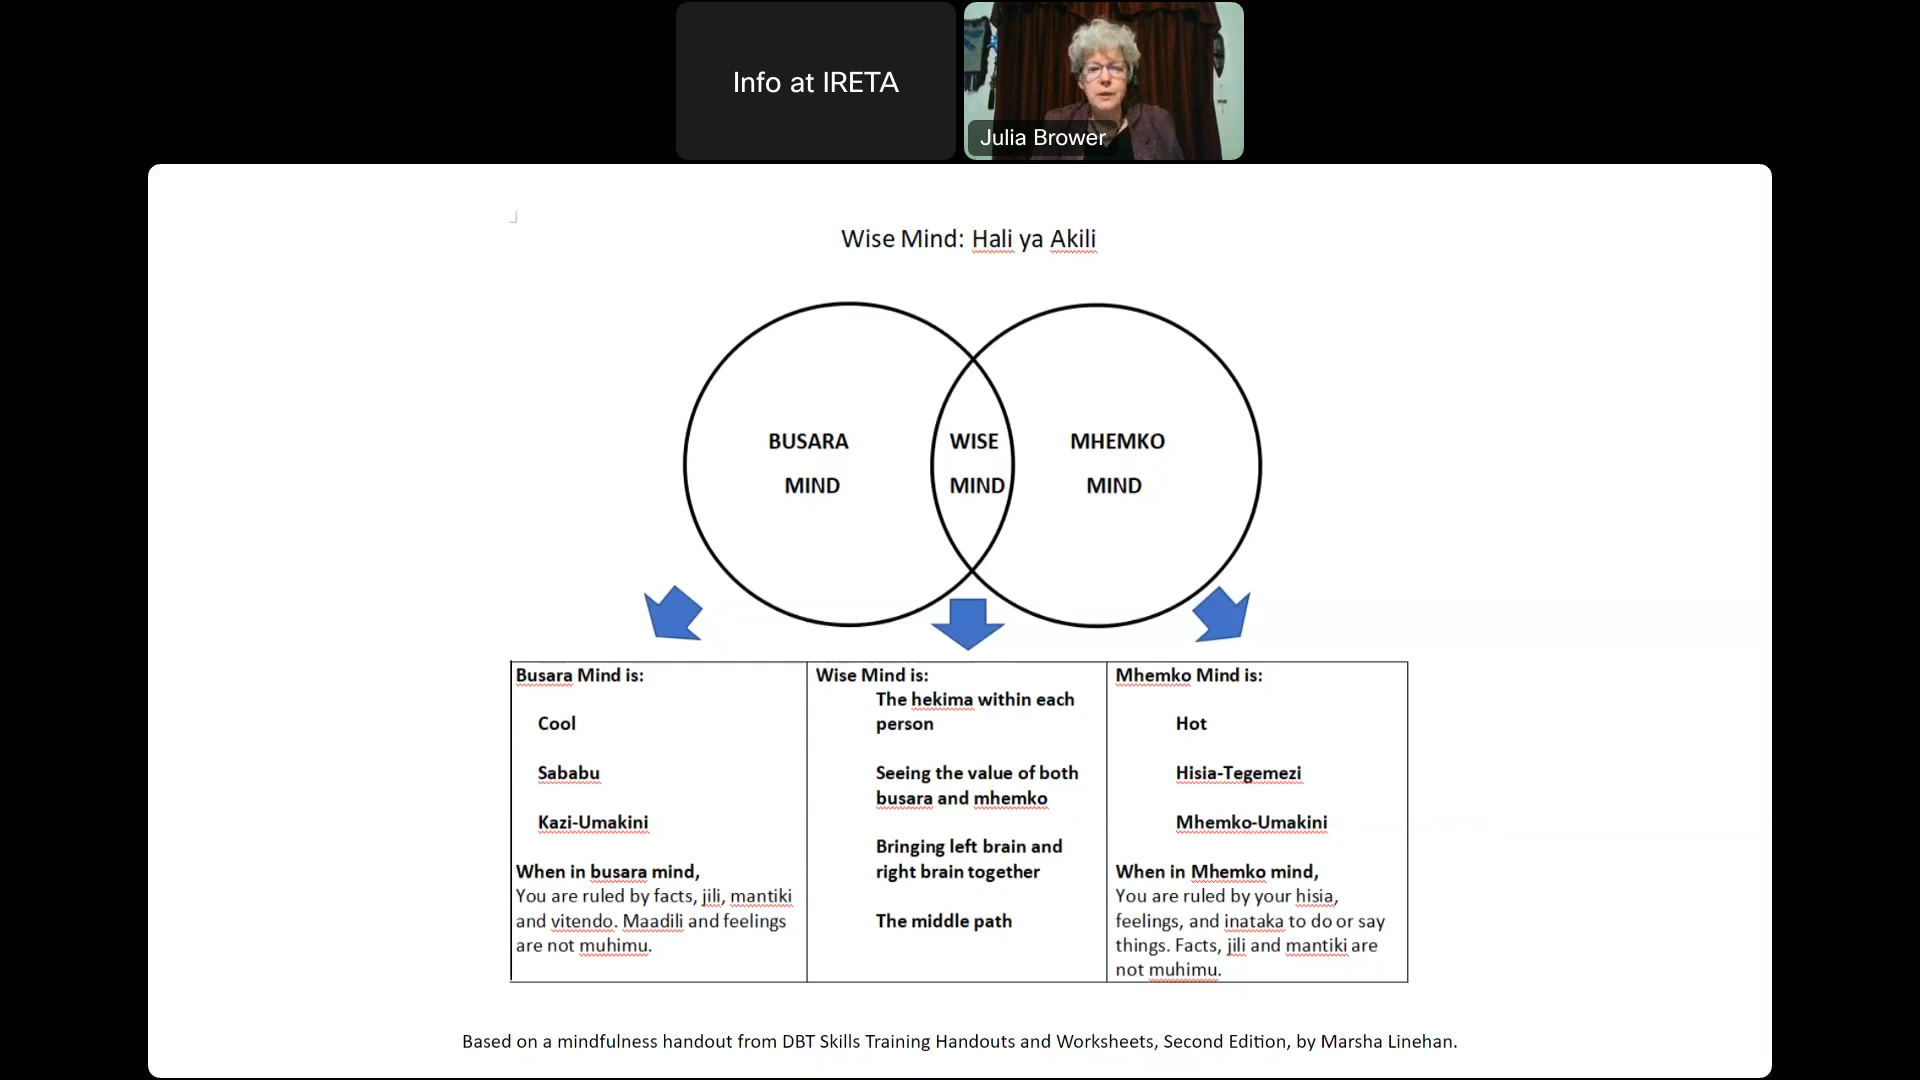 Info at IRETA
Julia Brower
Wise Mind: Hali ya Akili
BUSARA
MIND
WISE
MIND
MHEMKO
MIND
Busara Mind is:
Cool
Sababu
Kazi-Umakini
When in busara mind,
You are ruled by facts, jili, mantiki
and vitendo. Maadili and feelings
are not muhimu.
Wise Mind is:
The hekima within each
person
Seeing the value of both
busara and mhemko
Bringing left brain and
right brain together
The middle path
Mhemko Mind is:
Hot
Hisia-Tegemezi
Mhemko-Umakini
When in Mhemko mind,
You are ruled by your hisia,
feelings, and inataka to do or say
things. Facts, jili and mantiki are
not muhimu.
Based on a mindfulness handout from DBT Skills Training Handouts and Worksheets, Second Edition, by Marsha Linehan.